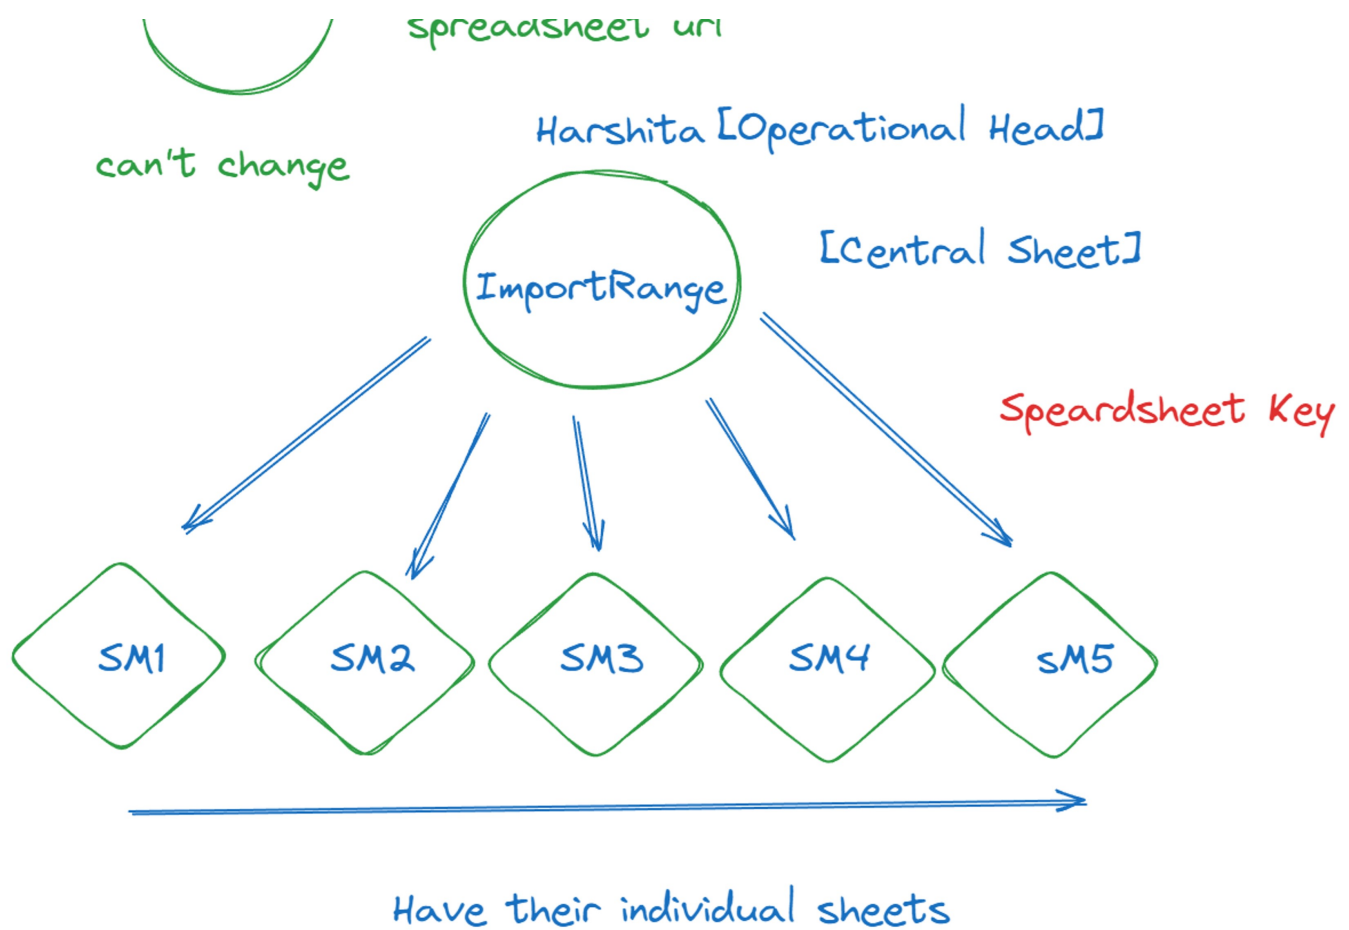 spreadsheet url
Harshita [Operational Head]
can't change
[Central Sheet]
ImportRange
Speardsheet Key
SM1
SM2
SM3
SM4
sM5
Have their individual sheets